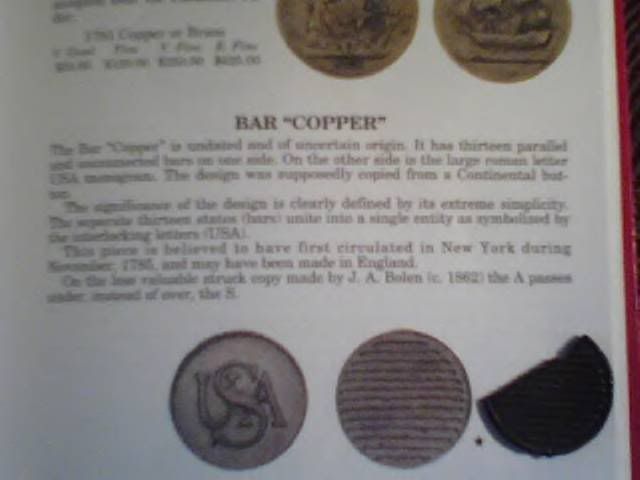 1785 Copper or Brass
V. Good Fine V. Fine E. Fine
BAR "COPPER"
The Bar "Copper" is undated and of uncertain origin. It has thirteen parallel
and unconnected bars on one side. On the other side is the large roman letter
USA monogram. The design was supposedly copied from a Continental but-
ton.
The significance of the design is clearly defined by its extreme simplicity.
The separate thirteen states (bars) unite into a single entity as symbolized by
the interlocking letters (USA).
This piece is believed to have first circulated in New York during
November, 1785, and may have been made in England.
On the less valuable struck copy made by J. A. Bolen (c. 1862) the A passes
under, instead of over, the S.
USA